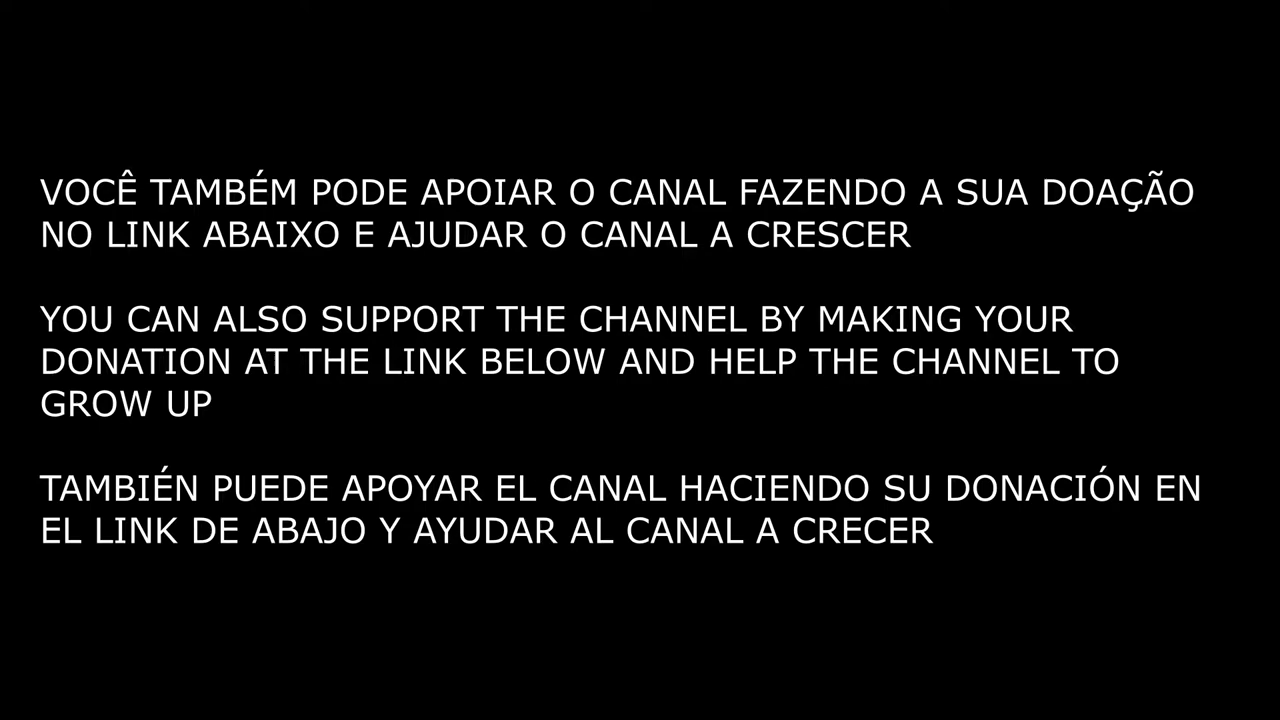 VOCÊ TAMBÉM PODE APOIAR O CANAL FAZENDO A SUA DOAÇÃO
NO LINK ABAIXO E AJUDAR O CANAL A CRESCER
YOU CAN ALSO SUPPORT THE CHANNEL BY MAKING YOUR
DONATION AT THE LINK BELOW AND HELP THE CHANNEL TO
GROW UP
TAMBIÉN PUEDE APOYAR EL CANAL HACIENDO SU DONACIÓN EN
EL LINK DE ABAJO Y AYUDAR AL CANAL A CRECER